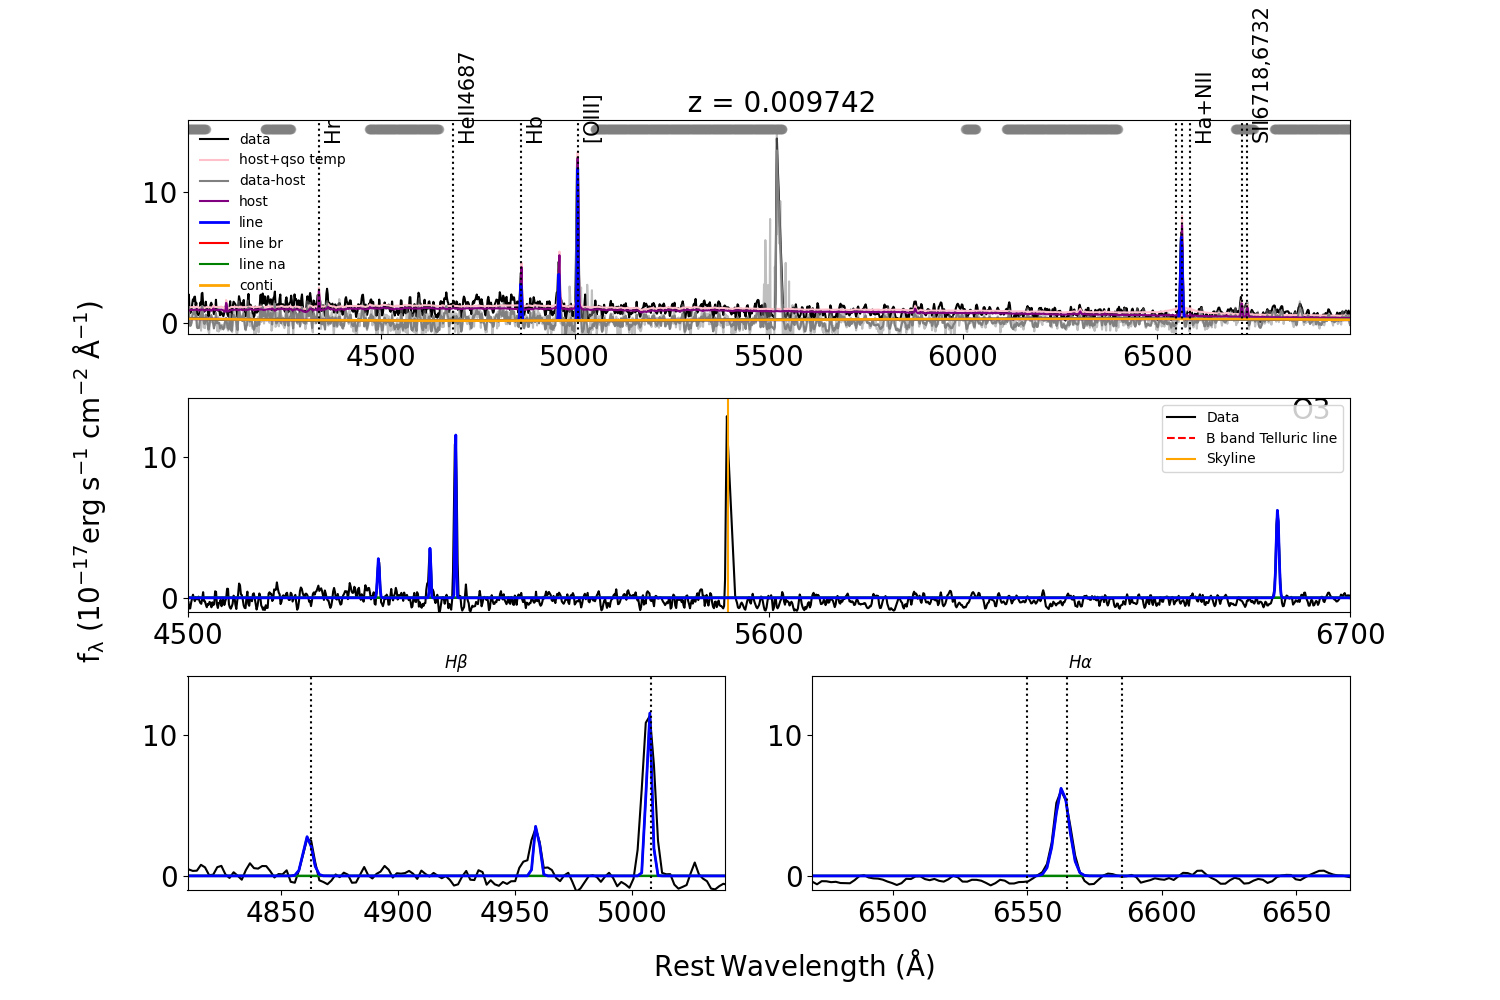 z = 0.009742
Hr
HeII4687
Hb
[OIII]
Ha+NII
SII6718,6732
data
host+qso temp
data-host
host
line
line br
line na
conti
10
0
4500
5000
5500
6000
6500
fλ (10⁻¹⁷erg s⁻¹ cm⁻² Å⁻¹)
O3
Data
B band Telluric line
Skyline
10
0
4500
5600
6700
Hβ
10
0
4850
4900
4950
5000
Hα
10
0
6500
6550
6600
6650
Rest Wavelength (Å)